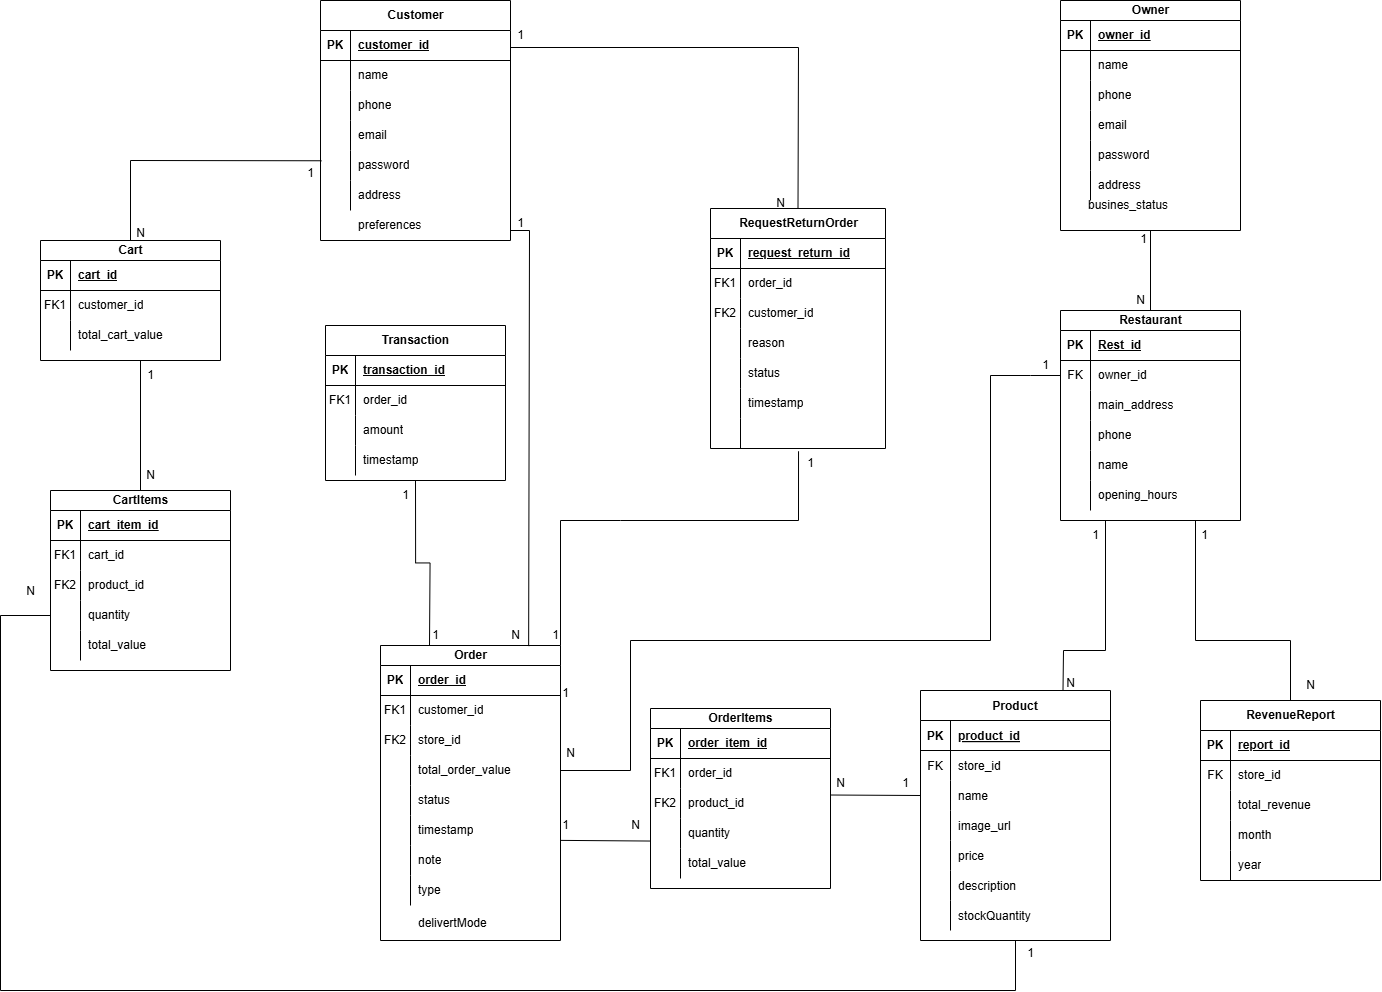 Customer
PK customer_id
name
phone
email
password
address
preferences
1
1
1
N
N
Owner
PK owner_id
name
phone
email
password
address
busines_status
1
N
Cart
PK cart_id
FK1 customer_id
total_cart_value
1
N
RequestReturnOrder
PK request_return_id
FK1 order_id
FK2 customer_id
reason
status
timestamp
1
1
Transaction
PK transaction_id
FK1 order_id
amount
timestamp
1
1
N
Restaurant
PK Rest_id
FK owner_id
main_address
phone
name
opening_hours
1
1
1
N
N
CartItems
PK cart_item_id
FK1 cart_id
FK2 product_id
quantity
total_value
N
Order
PK order_id
FK1 customer_id
FK2 store_id
total_order_value
status
timestamp
note
type
delivertMode
1
N
1
N
OrderItems
PK order_item_id
FK1 order_id
FK2 product_id
quantity
total_value
N
1
Product
PK product_id
FK store_id
name
image_url
price
description
stockQuantity
1
RevenueReport
PK report_id
FK store_id
total_revenue
month
year